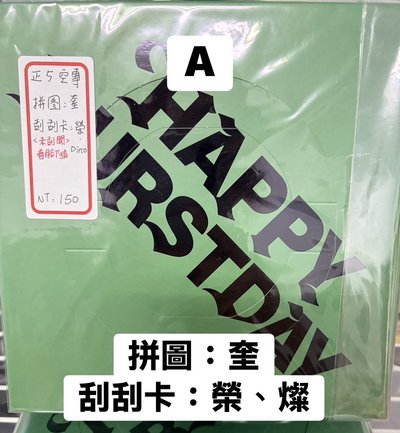 A
正5空專
拼图:奎
刮刮卡:榮
<未刮開>
Dino
NT:150
HAPPY
BURSTDAY
拼圖：奎
刮刮卡：榮、燦